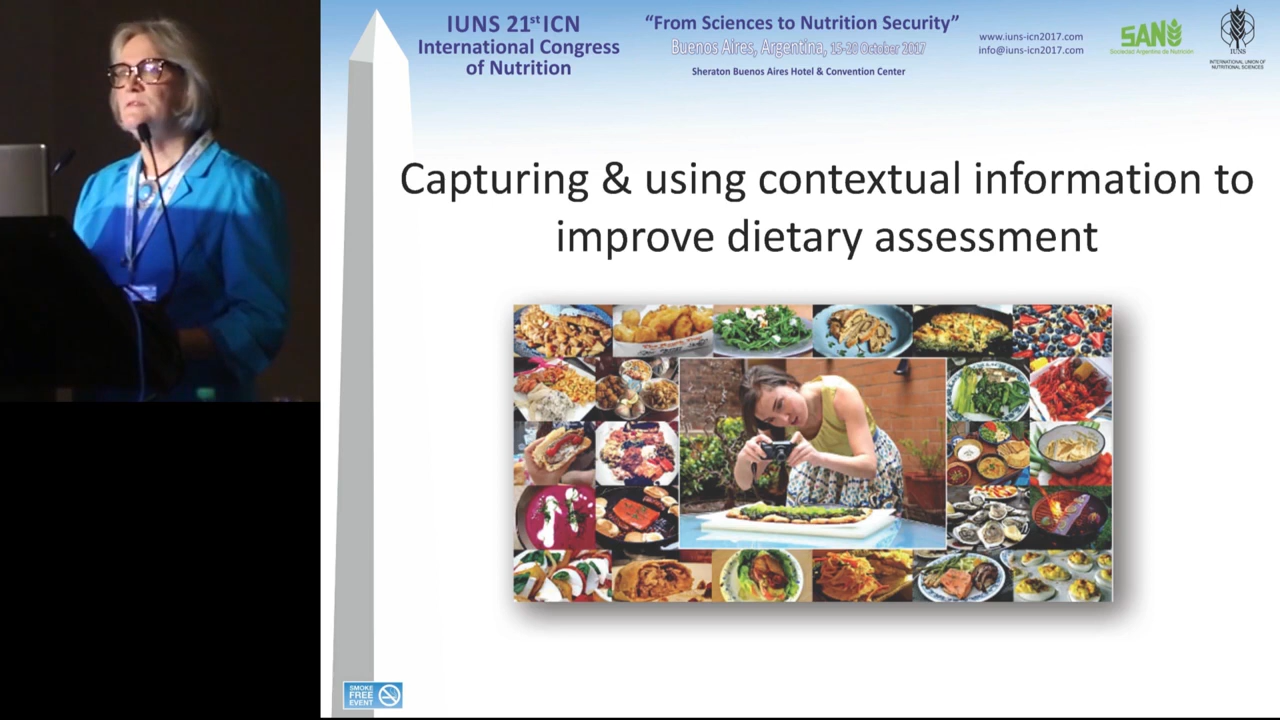 IUNS 21st ICN
International Congress
of Nutrition
“From Sciences to Nutrition Security”
Buenos Aires, Argentina, 15-20 October 2017
Sheraton Buenos Aires Hotel & Convention Center
www.iuns-icn2017.com
info@iuns-icn2017.com
SAN
Sociedad Argentina de Nutrición
IUNS
INTERNATIONAL UNION OF
NUTRITIONAL SCIENCES
Capturing & using contextual information to
improve dietary assessment
SMOKE
FREE
EVENT